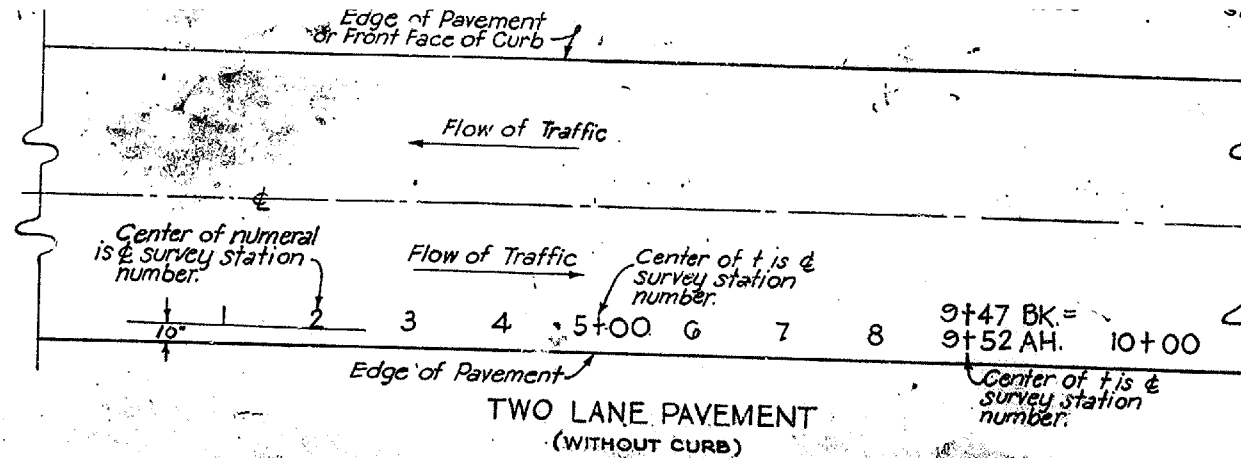 Edge of Pavement
or Front Face of Curb
Flow of Traffic
℄
Center of numeral
is ℄ survey station
number.
Flow of Traffic
Center of + is ℄
survey station
number.
10"
1 2 3 4 5+00 6 7 8
9+47 BK. =
9+52 AH.
10+00
Edge of Pavement
Center of + is ℄
survey station
number.
TWO LANE PAVEMENT
(WITHOUT CURB)